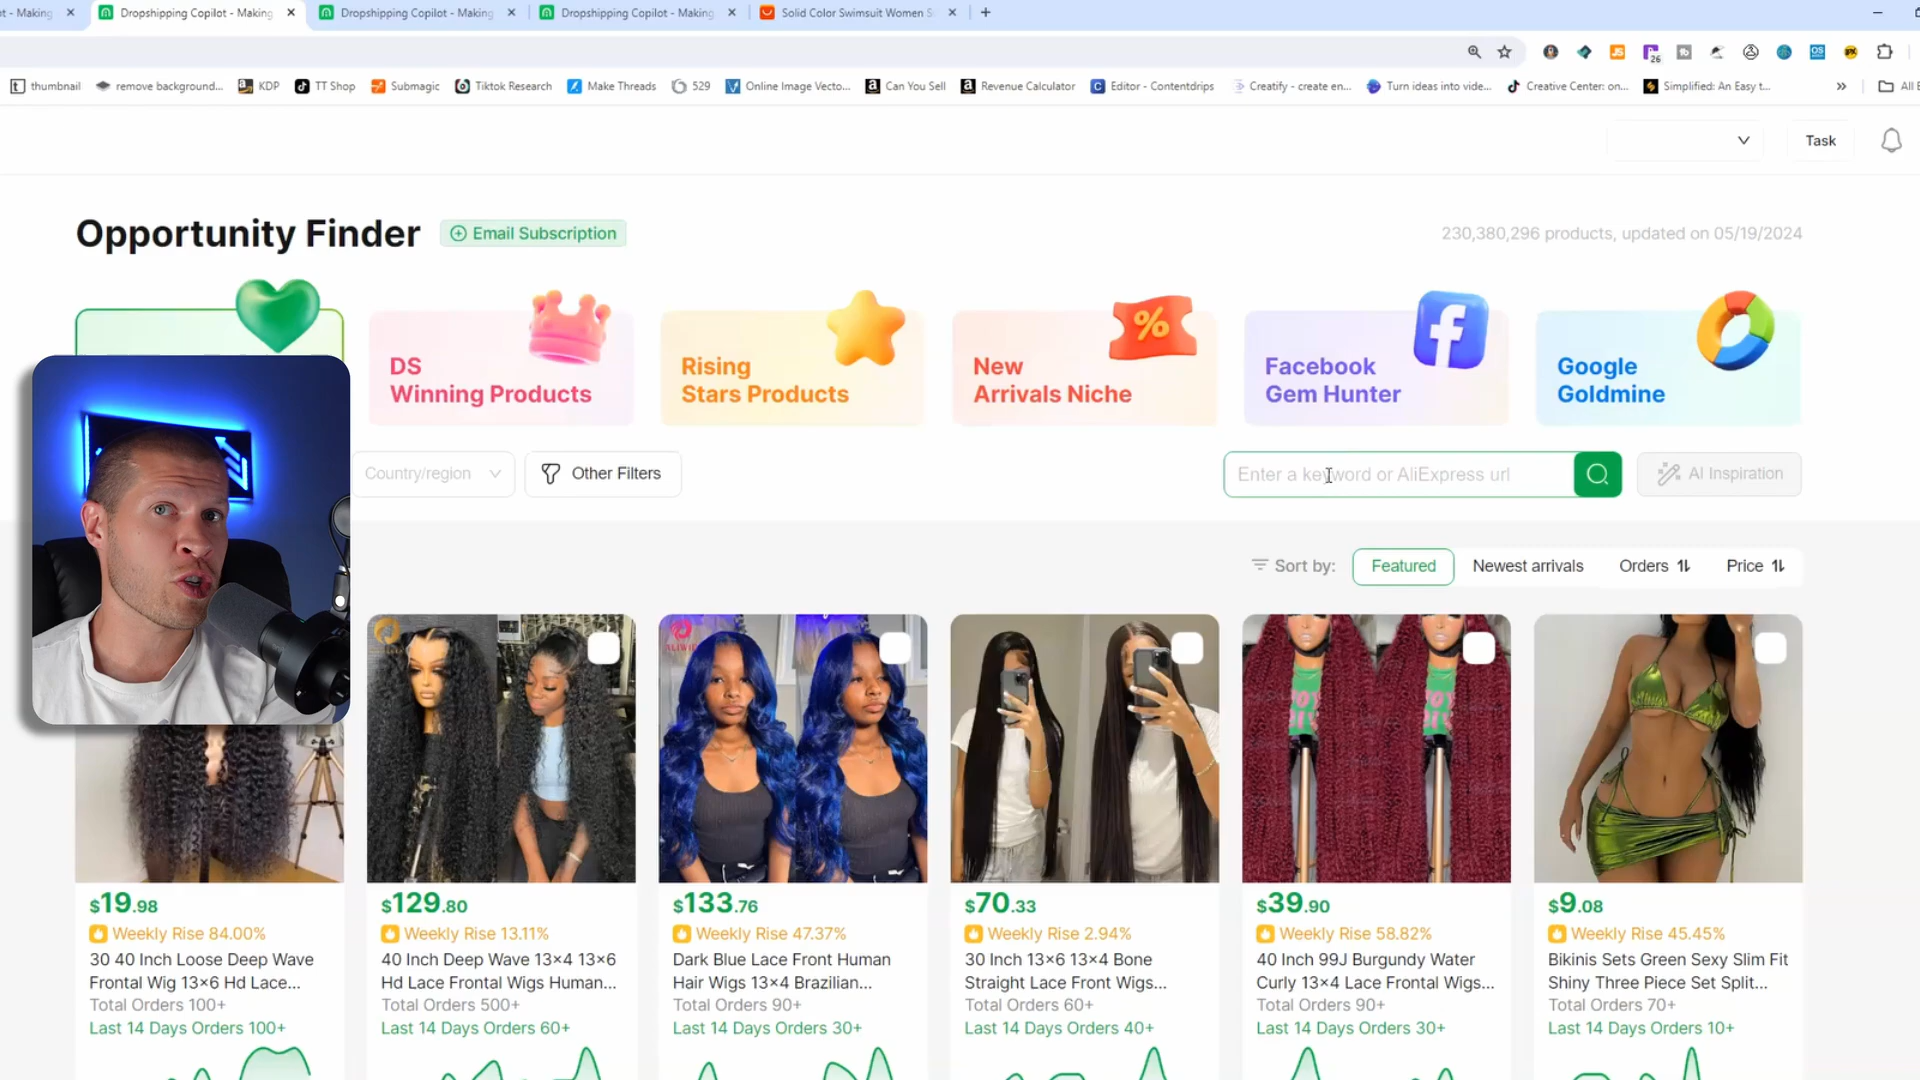 t - Making
Dropshipping Copilot - Making
Dropshipping Copilot - Making
Dropshipping Copilot - Making
Solid Color Swimsuit Women S
thumbnail
remove background...
KDP
TT Shop
Submagic
Tiktok Research
Make Threads
529
Online Image Vecto...
Can You Sell
Revenue Calculator
Editor - Contentdrips
Creatify - create en...
Turn ideas into vide...
Creative Center: on...
Simplified: An Easy t...
»
All
JS
26
OS
Task
Opportunity Finder
Email Subscription
230,380,296 products, updated on 05/19/2024
DS
Winning Products
Rising
Stars Products
%
New
Arrivals Niche
Facebook
Gem Hunter
Google
Goldmine
Country/region
Other Filters
Enter a keyword or AliExpress url
AI Inspiration
Sort by:
Featured
Newest arrivals
Orders
Price
$19.98
Weekly Rise 84.00%
30 40 Inch Loose Deep Wave
Frontal Wig 13×6 Hd Lace...
Total Orders 100+
Last 14 Days Orders 100+
$129.80
Weekly Rise 13.11%
40 Inch Deep Wave 13×4 13×6
Hd Lace Frontal Wigs Human...
Total Orders 500+
Last 14 Days Orders 60+
$133.76
Weekly Rise 47.37%
Dark Blue Lace Front Human
Hair Wigs 13×4 Brazilian...
Total Orders 90+
Last 14 Days Orders 30+
$70.33
Weekly Rise 2.94%
30 Inch 13×6 13×4 Bone
Straight Lace Front Wigs...
Total Orders 60+
Last 14 Days Orders 40+
$39.90
Weekly Rise 58.82%
40 Inch 99J Burgundy Water
Curly 13×4 Lace Frontal Wigs...
Total Orders 90+
Last 14 Days Orders 30+
$9.08
Weekly Rise 45.45%
Bikinis Sets Green Sexy Slim Fit
Shiny Three Piece Set Split...
Total Orders 70+
Last 14 Days Orders 10+